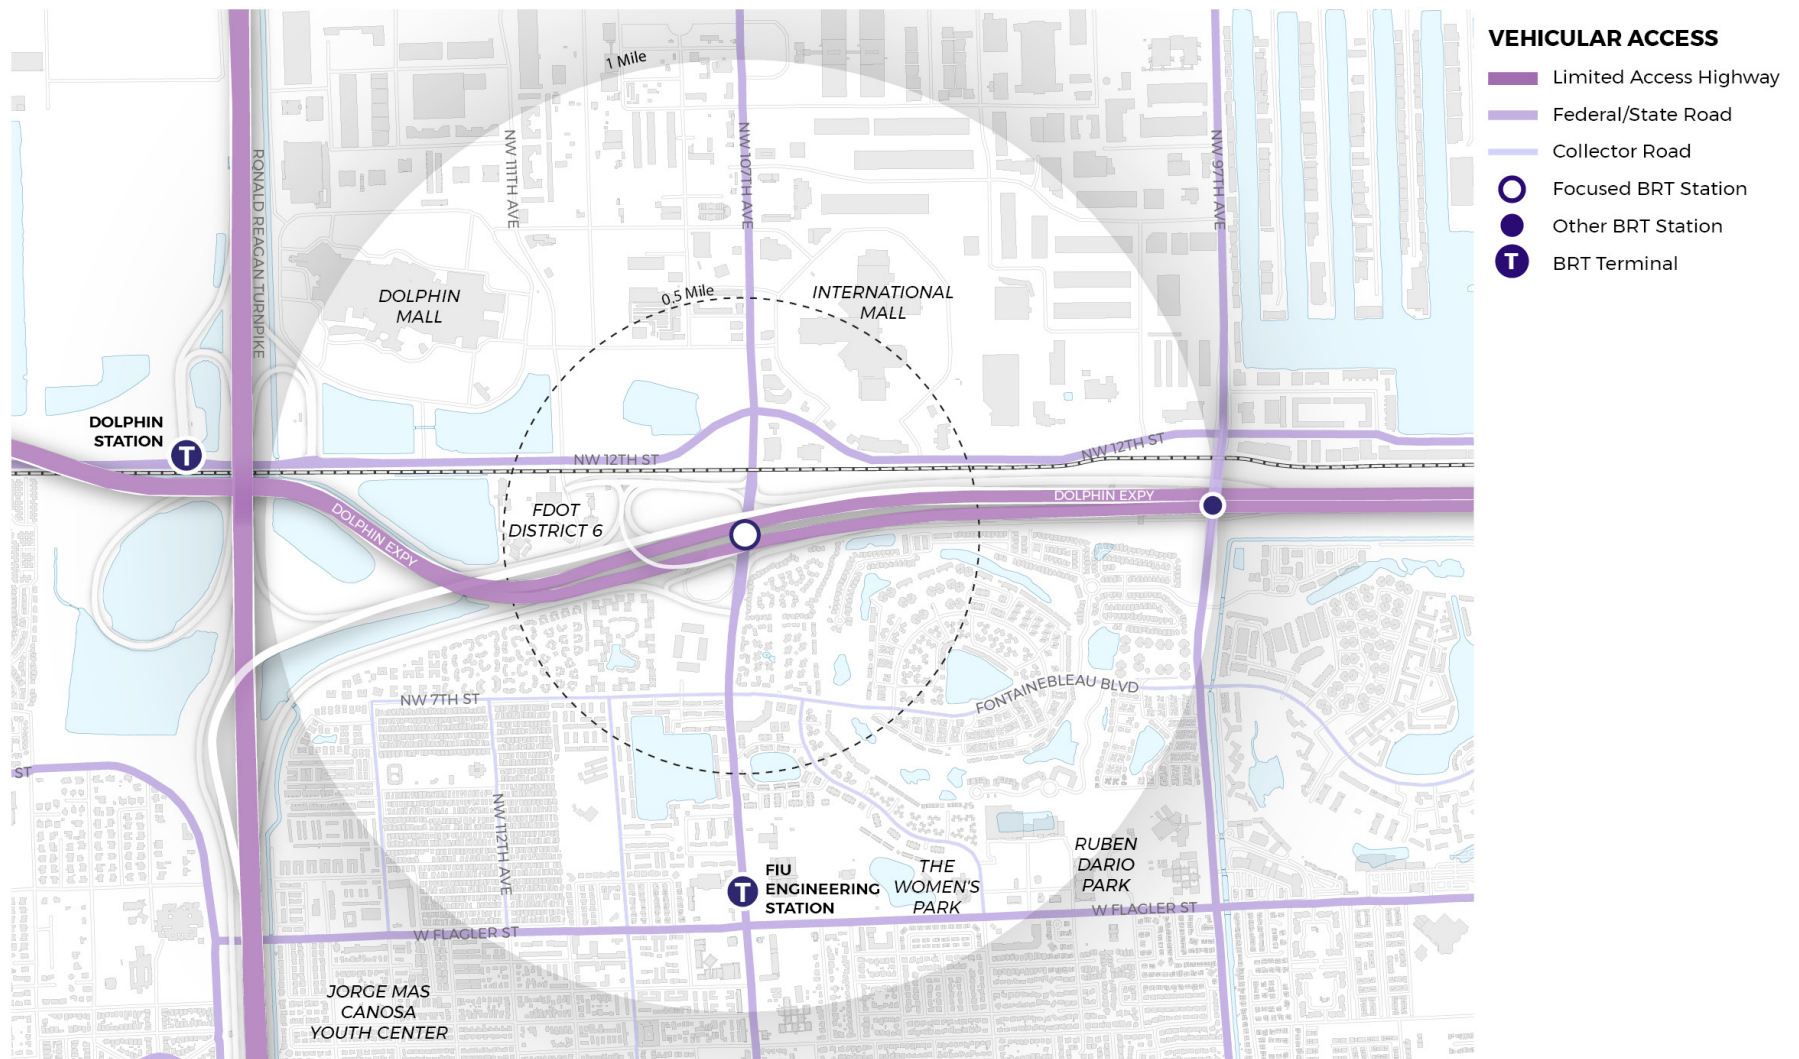 VEHICULAR ACCESS
Limited Access Highway
Federal/State Road
Collector Road
Focused BRT Station
Other BRT Station
T
BRT Terminal
1 Mile
NW 111TH AVE
NW 107TH AVE
NW 97TH AVE
RONALD REAGAN TURNPIKE
DOLPHIN
MALL
0.5 Mile
INTERNATIONAL
MALL
DOLPHIN
STATION
T
NW 12TH ST
NW 12TH ST
DOLPHIN EXPY
DOLPHIN EXPY
FDOT
DISTRICT 6
NW 7TH ST
FONTAINEBLEAU BLVD
ST
NW 112TH AVE
T
FIU
ENGINEERING
STATION
THE
WOMEN'S
PARK
RUBEN
DARIO
PARK
W FLAGLER ST
W FLAGLER ST
JORGE MAS
CANOSA
YOUTH CENTER